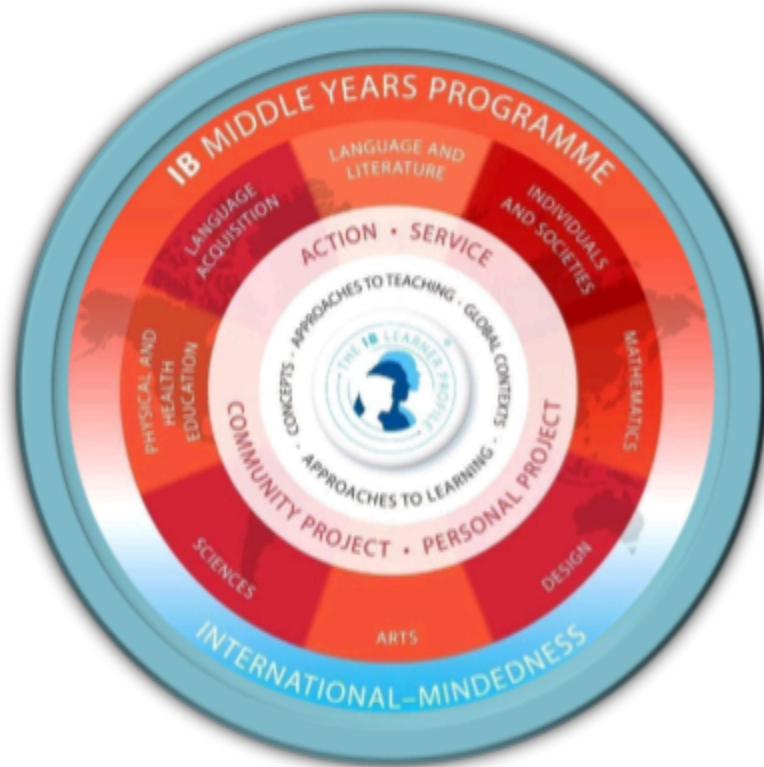 IB MIDDLE YEARS PROGRAMME
LANGUAGE AND
LITERATURE
INDIVIDUALS
AND SOCIETIES
MATHEMATICS
DESIGN
ARTS
SCIENCES
PHYSICAL AND
HEALTH
EDUCATION
LANGUAGE
ACQUISITION
ACTION • SERVICE
COMMUNITY PROJECT • PERSONAL PROJECT
APPROACHES TO TEACHING · GLOBAL CONTEXTS ·
APPROACHES TO LEARNING · CONCEPTS ·
THE IB LEARNER PROFILE
INTERNATIONAL–MINDEDNESS